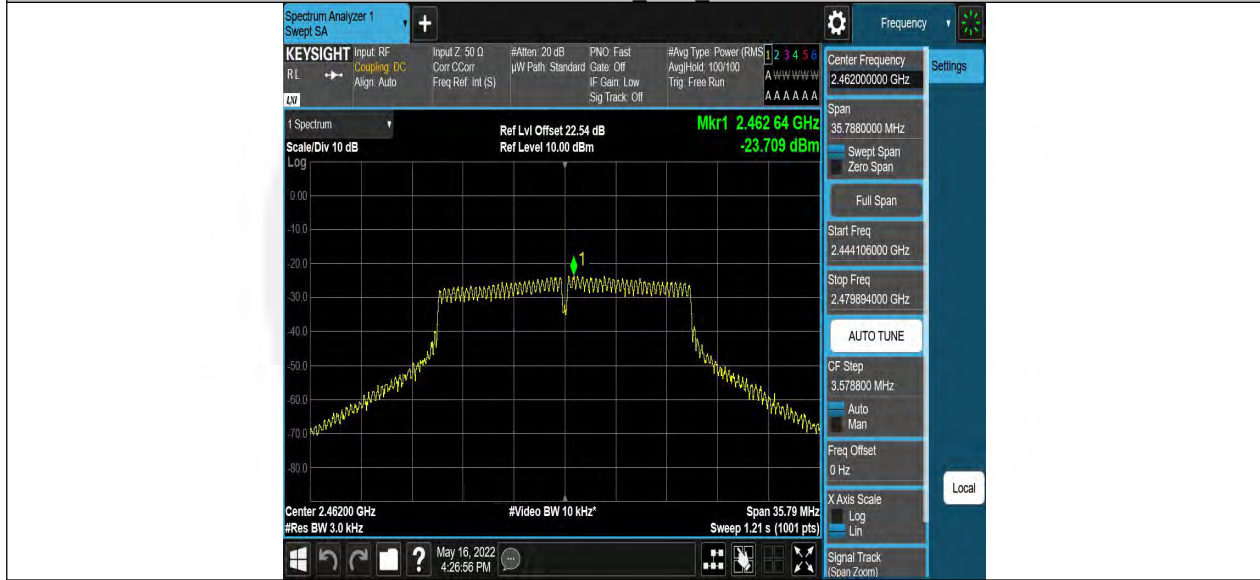 Spectrum Analyzer 1
Swept SA
+
Frequency
KEYSIGHT
RL
LXI
Input: RF
Coupling: DC
Align: Auto
Input Z: 50 Ω
Corr CCorr
Freq Ref: Int (S)
#Atten: 20 dB
µW Path: Standard
PNO: Fast
Gate: Off
IF Gain: Low
Sig Track: Off
#Avg Type: Power (RMS
Avg|Hold: 100/100
Trig: Free Run
1 2 3 4 5 6
A W W W W W
A A A A A A
1 Spectrum
Scale/Div 10 dB
Ref Lvl Offset 22.54 dB
Ref Level 10.00 dBm
Mkr1 2.462 64 GHz
-23.709 dBm
Log
0.00
-10.0
-20.0
-30.0
-40.0
-50.0
-60.0
-70.0
-80.0
1
Center 2.46200 GHz
#Res BW 3.0 kHz
#Video BW 10 kHz*
Span 35.79 MHz
Sweep 1.21 s (1001 pts)
Center Frequency
2.462000000 GHz
Settings
Span
35.7880000 MHz
Swept Span
Zero Span
Full Span
Start Freq
2.444106000 GHz
Stop Freq
2.479894000 GHz
AUTO TUNE
CF Step
3.578800 MHz
Auto
Man
Freq Offset
0 Hz
X Axis Scale
Log
Lin
Local
Signal Track
(Span Zoom)
?
May 16, 2022
4:26:56 PM